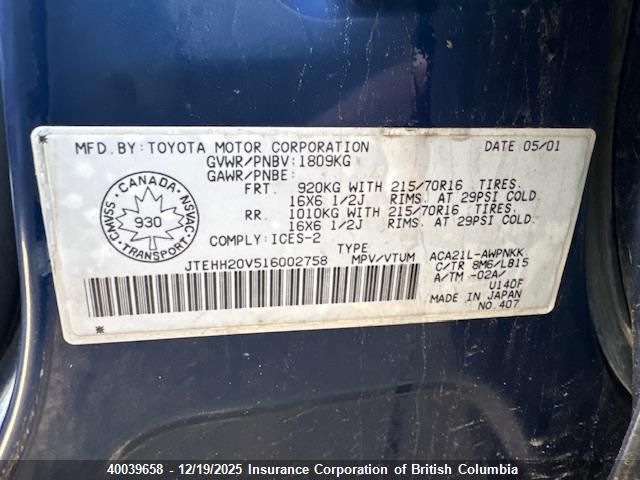 MFD.BY:TOYOTA MOTOR CORPORATION DATE 05/01
GVWR/PNBV:1809KG
GAWR/PNBE:
FRT. 920KG WITH 215/70R16 TIRES.
16X6 1/2J RIMS. AT 29PSI COLD
RR. 1010KG WITH 215/70R16 TIRES.
16X6 1/2J RIMS. AT 29PSI COLD
CANADA
CMVSS 930 NSVAC
TRANSPORT
COMPLY:ICES-2
TYPE
JTEHH20V516002758 MPV/VTUM
ACA21L-AWPNKK
C/TR 8M6/LB15
A/TM -02A/
U140F
MADE IN JAPAN
NO.407
40039658 - 12/19/2025 Insurance Corporation of British Columbia